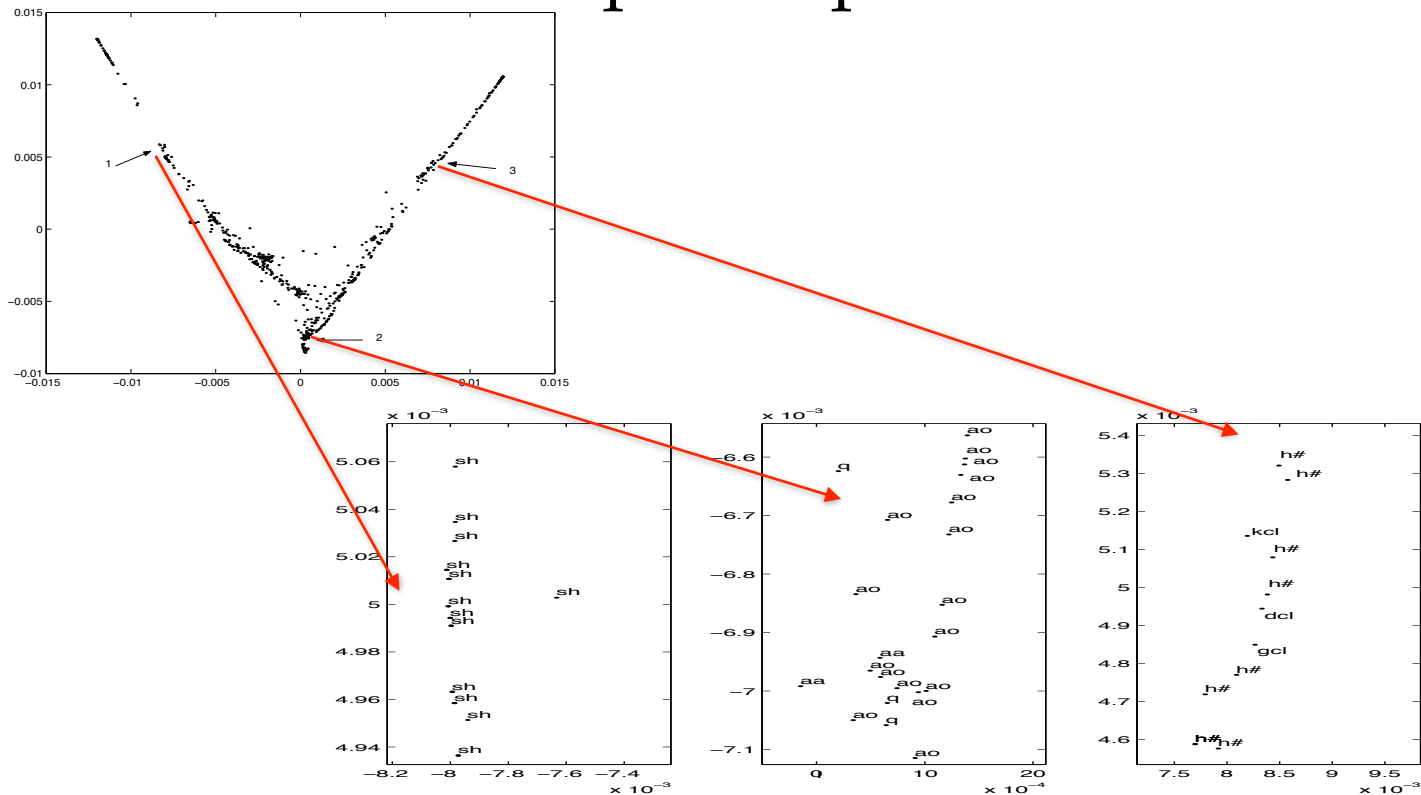 0.015
0.01
0.005
0
−0.005
−0.01
−0.015
−0.01
−0.005
0
0.005
0.01
0.015
1
2
3
x 10⁻³
5.06
5.04
5.02
5
4.98
4.96
4.94
sh
sh
sh
sh
sh
sh
sh
sh
sh
sh
sh
sh
sh
−8.2
−8
−7.8
−7.6
−7.4
x 10⁻³
x 10⁻³
−6.6
−6.7
−6.8
−6.9
−7
−7.1
ao
ao
ao
q
ao
ao
ao
ao
ao
ao
ao
aa
ao
ao
aa
ao
ao
q
ao
ao
q
ao
10
20
x 10⁻⁴
x 10⁻³
5.4
5.3
5.2
5.1
5
4.9
4.8
4.7
4.6
h#
h#
kcl
h#
h#
dcl
gcl
h#
h#
h#
h#
7.5
8
8.5
9
9.5
x 10⁻³